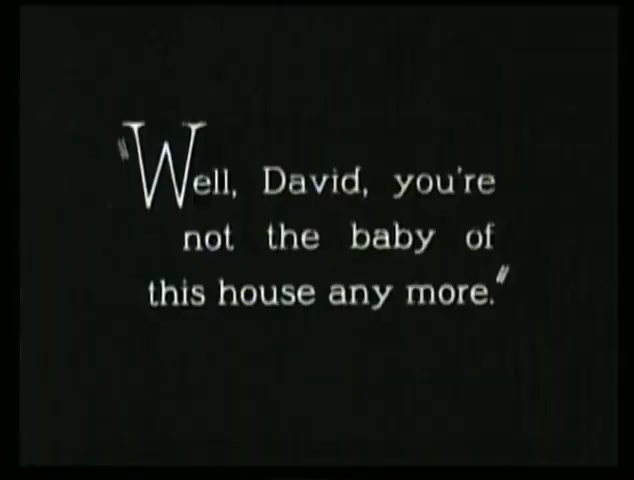 "Well, David, you're
not the baby of
this house any more."